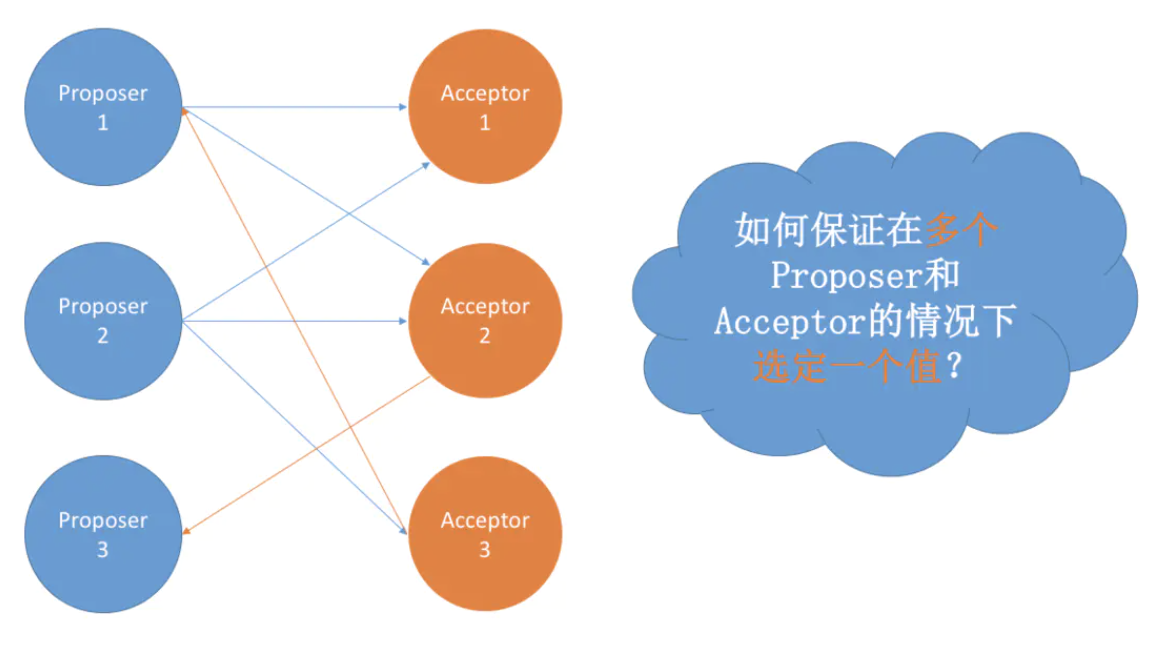 Proposer
1
Acceptor
1
Proposer
2
Acceptor
2
Proposer
3
Acceptor
3
如何保证在多个
Proposer和
Acceptor的情况下
选定一个值？